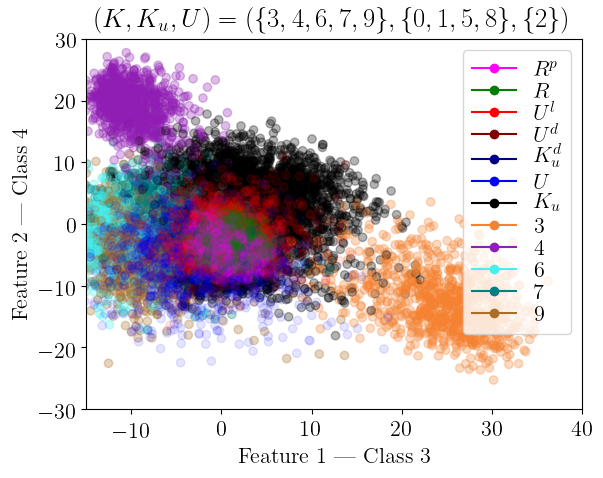 (K, K_u, U) = ({3, 4, 6, 7, 9}, {0, 1, 5, 8}, {2})
30
20
10
0
−10
−20
−30
−10
0
10
20
30
40
Feature 2 — Class 4
Feature 1 — Class 3
R^p
R
U^l
U^d
K_u^d
U
K_u
3
4
6
7
9